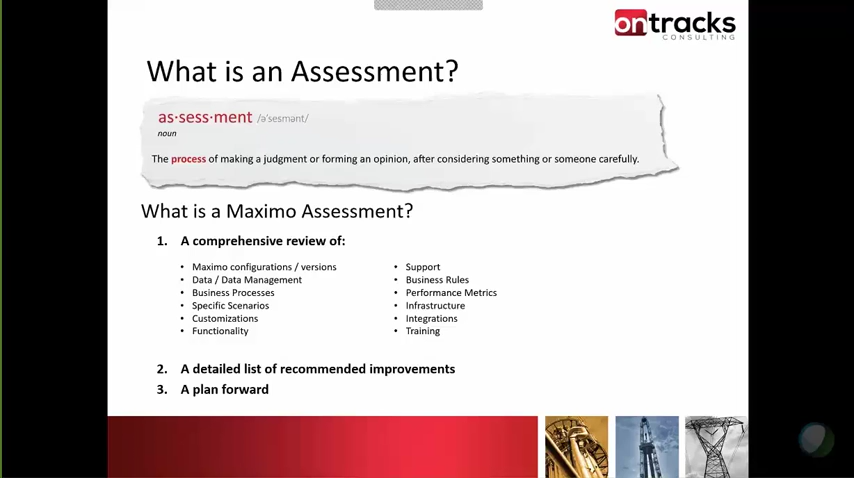 ontracks
CONSULTING
What is an Assessment?
as·sess·ment /ə'sesmənt/
noun
The process of making a judgment or forming an opinion, after considering something or someone carefully.
What is a Maximo Assessment?
1. A comprehensive review of:
• Maximo configurations / versions
• Data / Data Management
• Business Processes
• Specific Scenarios
• Customizations
• Functionality
• Support
• Business Rules
• Performance Metrics
• Infrastructure
• Integrations
• Training
2. A detailed list of recommended improvements
3. A plan forward